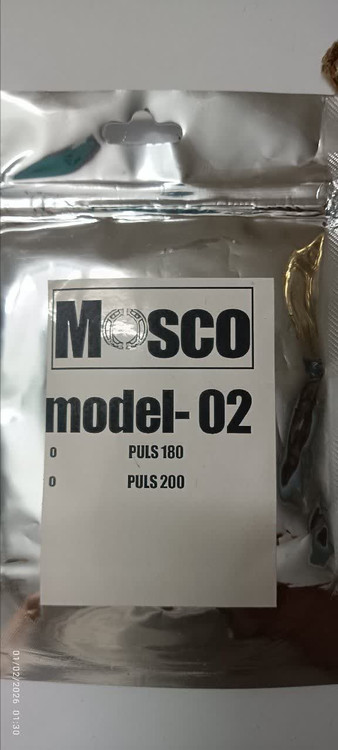 Mosco
model- 02
0 PULS 180
0 PULS 200
01/02/2026 01:30